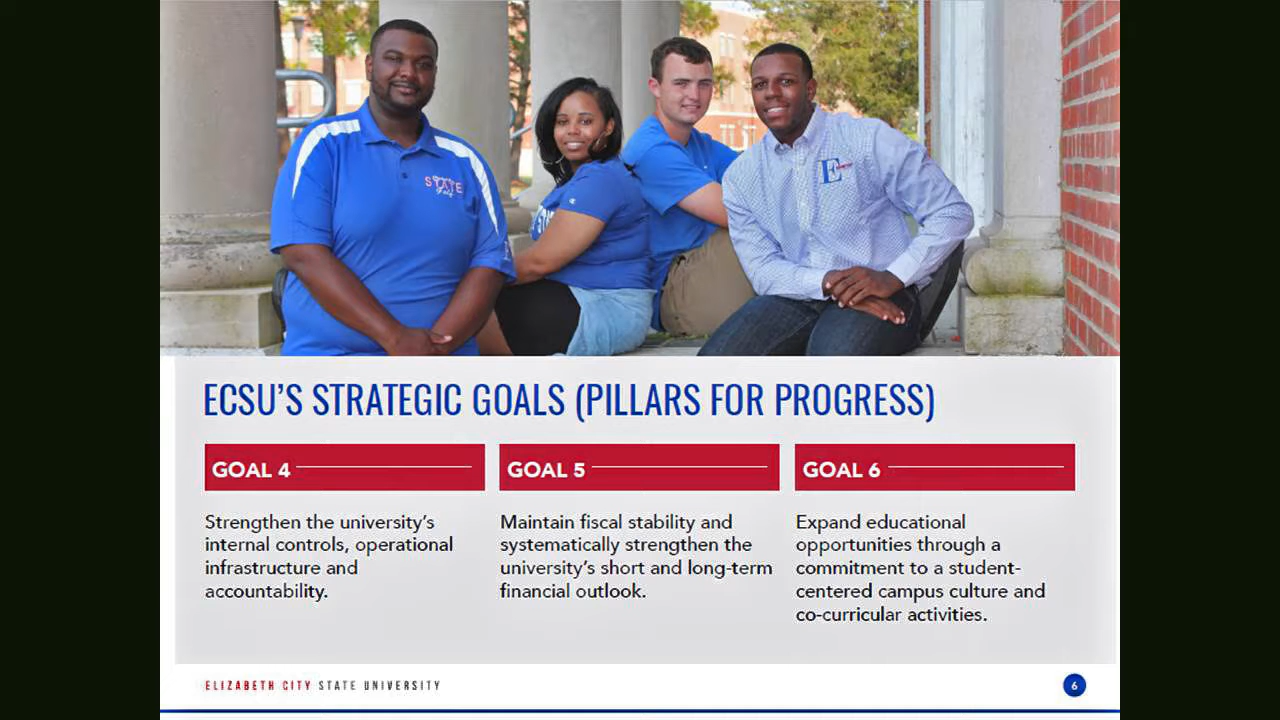 STATE
E
ECSU'S STRATEGIC GOALS (PILLARS FOR PROGRESS)
GOAL 4
Strengthen the university's
internal controls, operational
infrastructure and
accountability.
GOAL 5
Maintain fiscal stability and
systematically strengthen the
university's short and long-term
financial outlook.
GOAL 6
Expand educational
opportunities through a
commitment to a student-
centered campus culture and
co-curricular activities.
ELIZABETH CITY STATE UNIVERSITY
6